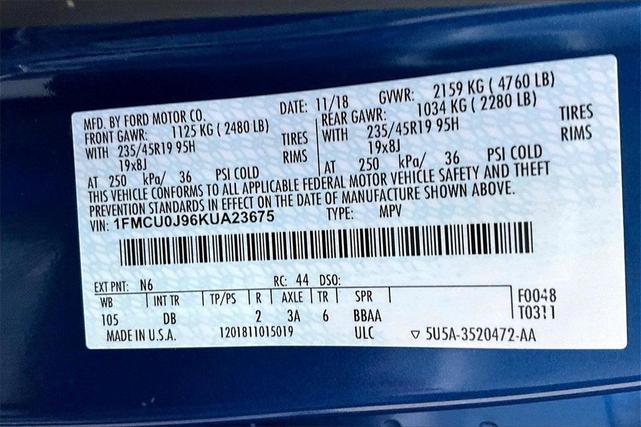 MFD. BY FORD MOTOR CO. DATE: 11/18 GVWR: 2159 KG ( 4760 LB)
FRONT GAWR: 1125 KG ( 2480 LB) REAR GAWR: 1034 KG ( 2280 LB)
WITH 235/45R19 95H TIRES WITH 235/45R19 95H TIRES
19x8J RIMS 19x8J RIMS
AT 250 kPa/ 36 PSI COLD AT 250 kPa/ 36 PSI COLD
THIS VEHICLE CONFORMS TO ALL APPLICABLE FEDERAL MOTOR VEHICLE SAFETY AND THEFT
PREVENTION STANDARDS IN EFFECT ON THE DATE OF MANUFACTURE SHOWN ABOVE.
VIN: 1FMCU0J96KUA23675 TYPE: MPV
EXT PNT: N6 RC: 44 DSO:
WB INT TR TP/PS R AXLE TR SPR F0048
105 DB 2 3A 6 BBAA T0311
MADE IN U.S.A. 1201811015019 ULC ▽ 5U5A-3520472-AA